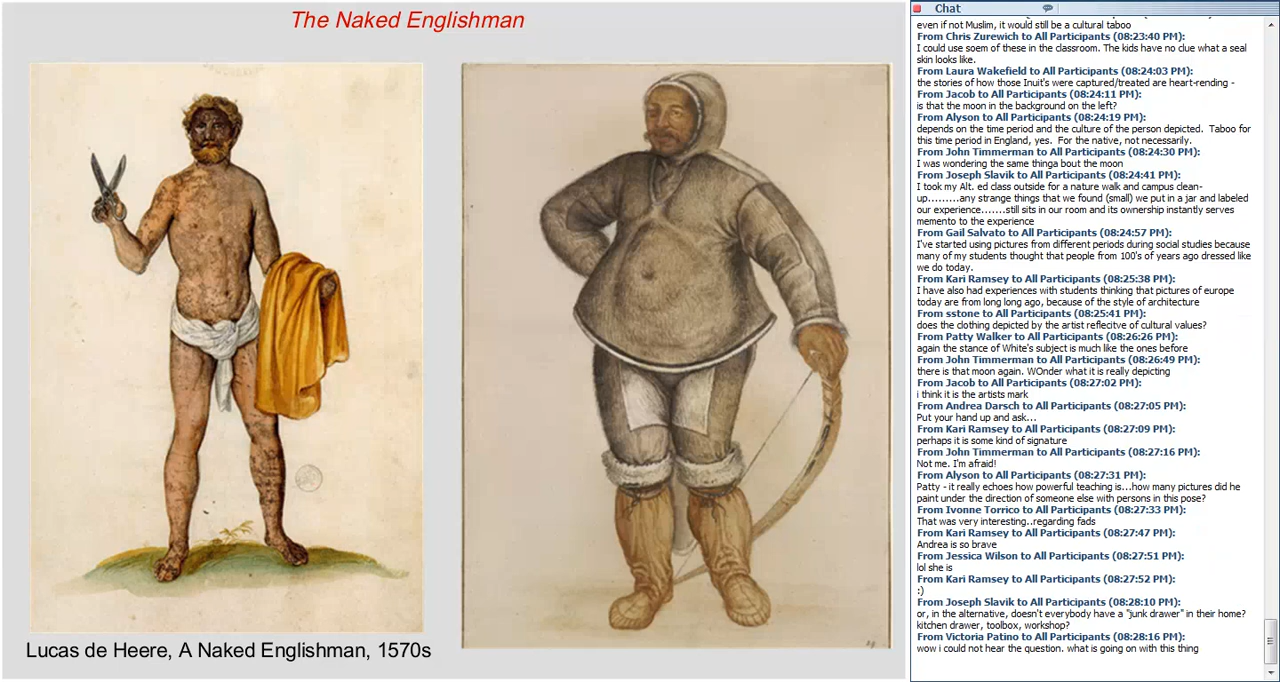 The Naked Englishman
Lucas de Heere, A Naked Englishman, 1570s
Chat
even if not Muslim, it would still be a cultural taboo
From Chris Zurewich to All Participants (08:23:40 PM):
I could use soem of these in the classroom. The kids have no clue what a seal
skin looks like.
From Laura Wakefield to All Participants (08:24:03 PM):
the stories of how those Inuit's were captured/treated are heart-rending -
From Jacob to All Participants (08:24:11 PM):
is that the moon in the background on the left?
From Alyson to All Participants (08:24:19 PM):
depends on the time period and the culture of the person depicted. Taboo for
this time period in England, yes. For the native, not necessarily.
From John Timmerman to All Participants (08:24:30 PM):
I was wondering the same thinga bout the moon
From Joseph Slavik to All Participants (08:24:41 PM):
I took my Alt. ed class outside for a nature walk and campus clean-
up.........any strange things that we found (small) we put in a jar and labeled
our experience.......still sits in our room and its ownership instantly serves
memento to the experience
From Gail Salvato to All Participants (08:24:57 PM):
I've started using pictures from different periods during social studies because
many of my students thought that people from 100's of years ago dressed like
we do today.
From Kari Ramsey to All Participants (08:25:38 PM):
I have also had experiences with students thinking that pictures of europe
today are from long long ago, because of the style of architecture
From sstone to All Participants (08:25:41 PM):
does the clothing depicted by the artist reflecitve of cultural values?
From Patty Walker to All Participants (08:26:26 PM):
again the stance of White's subject is much like the ones before
From John Timmerman to All Participants (08:26:49 PM):
there is that moon again. WOnder what it is really depicting
From Jacob to All Participants (08:27:02 PM):
i think it is the artists mark
From Andrea Darsch to All Participants (08:27:05 PM):
Put your hand up and ask...
From Kari Ramsey to All Participants (08:27:09 PM):
perhaps it is some kind of signature
From John Timmerman to All Participants (08:27:16 PM):
Not me. I'm afraid!
From Alyson to All Participants (08:27:31 PM):
Patty - it really echoes how powerful teaching is...how many pictures did he
paint under the direction of someone else with persons in this pose?
From Ivonne Torrico to All Participants (08:27:33 PM):
That was very interesting..regarding fads
From Kari Ramsey to All Participants (08:27:47 PM):
Andrea is so brave
From Jessica Wilson to All Participants (08:27:51 PM):
lol she is
From Kari Ramsey to All Participants (08:27:52 PM):
:)
From Joseph Slavik to All Participants (08:28:10 PM):
or, in the alternative, doesn't everybody have a "junk drawer" in their home?
kitchen drawer, toolbox, workshop?
From Victoria Patino to All Participants (08:28:16 PM):
wow i could not hear the question. what is going on with this thing